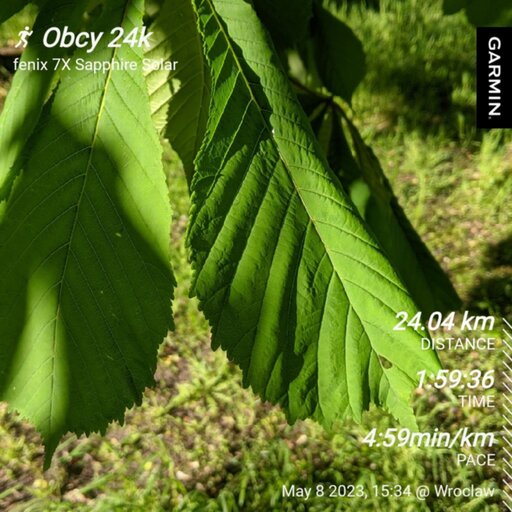 Obcy 24k
fenix 7X Sapphire Solar
GARMIN
24.04 km
DISTANCE
1:59.36
TIME
4:59min/km
PACE
May 8 2023, 15:34 @ Wroclaw